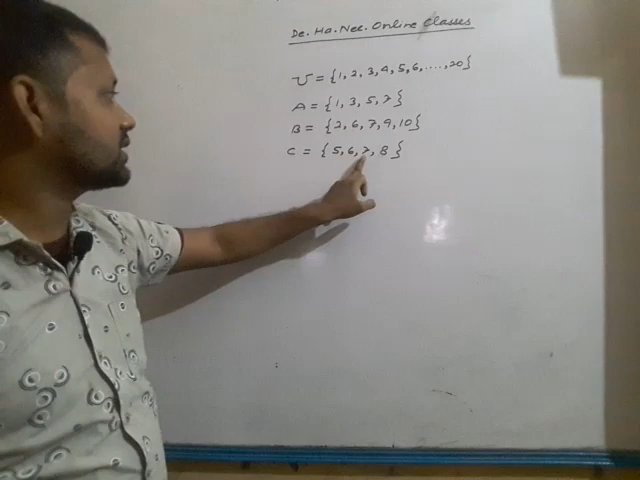 De. Ha. Nee. Online Classes
U = {1, 2, 3, 4, 5, 6, ...., 20}
A = {1, 3, 5, 7}
B = {2, 6, 7, 9, 10}
C = {5, 6, 7, 8}